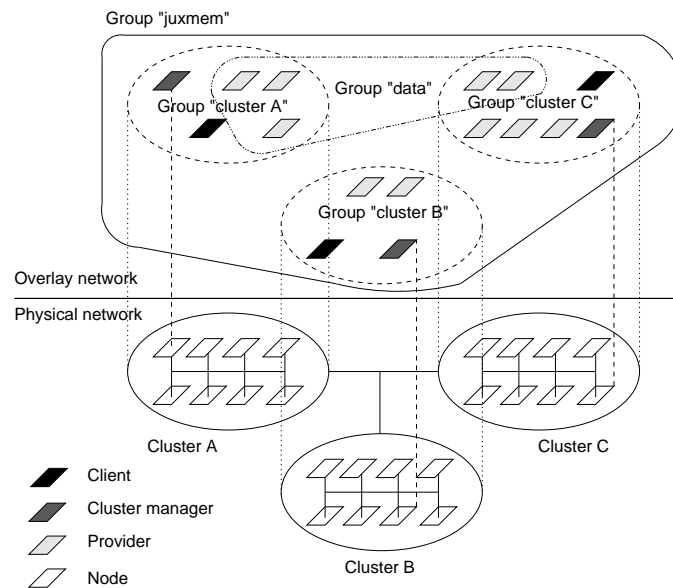 Group "juxmem"
Group "data"
Group "cluster A"
Group "cluster C"
Group "cluster B"
Overlay network
Physical network
Cluster A
Cluster C
Cluster B
Client
Cluster manager
Provider
Node